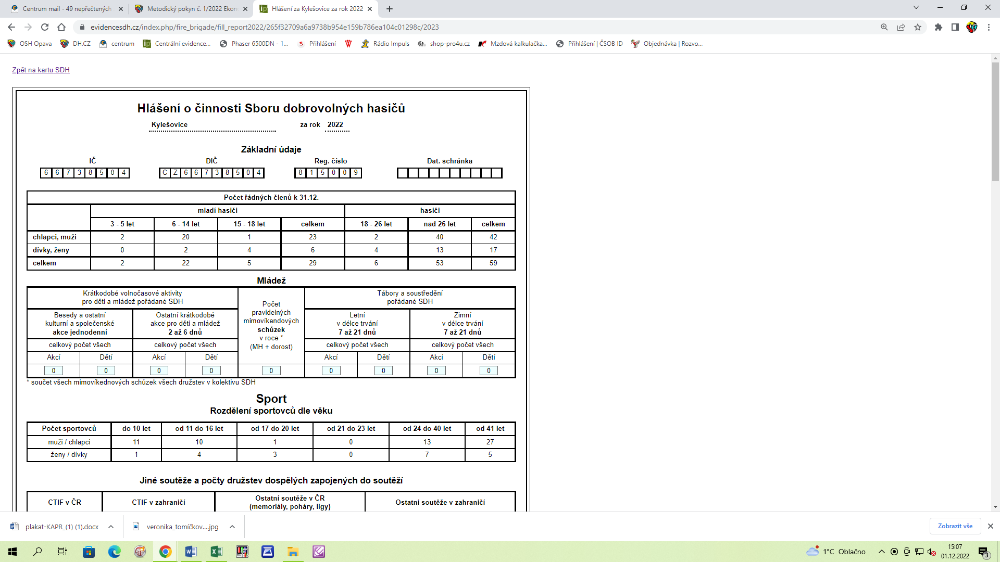 Centrum mail - 49 nepřečtených
Metodický pokyn č. 1/2022 Ekon
Hlášení za Kylešovice za rok 2022
evidencesdh.cz/index.php/fire_brigade/fill_report2022/265f32709a6a9738b954e159b786ea104c01298c/2023
OSH Opava
DH.CZ
centrum
Centrální evidence...
Phaser 6500DN - 1...
Přihlášení
Rádio Impuls
shop-pro4u.cz
Mzdová kalkulačka...
Přihlášení | ČSOB ID
Objednávka | Rozvo...
Zpět na kartu SDH
Hlášení o činnosti Sboru dobrovolných hasičů
Kylešovice za rok 2022
Základní údaje
IČ DIČ Reg. číslo Dat. schránka
6 6 7 3 8 5 0 4 C Z 6 6 7 3 8 5 0 4 8 1 5 0 0 9
Počet řádných členů k 31.12.
mladí hasiči hasiči
3 - 5 let 6 - 14 let 15 - 18 let celkem 18 - 26 let nad 26 let celkem
chlapci, muži 2 20 1 23 2 40 42
dívky, ženy 0 2 4 6 4 13 17
celkem 2 22 5 29 6 53 59
Mládež
Krátkodobé volnočasové aktivity
pro děti a mládež pořádané SDH
Besedy a ostatní
kulturní a společenské
akce jednodenní
Ostatní krátkodobé
akce pro děti a mládež
2 až 6 dnů
Počet
pravidelných
mimovíkendových
schůzek
v roce *
(MH + dorost)
Tábory a soustředění
pořádané SDH
Letní
v délce trvání
7 až 21 dnů
Zimní
v délce trvání
7 až 21 dnů
celkový počet všech celkový počet všech celkový počet všech celkový počet všech
Akcí Dětí Akcí Dětí Akcí Dětí Akcí Dětí
0 0 0 0 0 0 0 0 0
* součet všech mimovíkednových schůzek všech družstev v kolektivu SDH
Sport
Rozdělení sportovců dle věku
Počet sportovců do 10 let od 11 do 16 let od 17 do 20 let od 21 do 23 let od 24 do 40 let od 41 let
muži / chlapci 11 10 1 0 13 27
ženy / dívky 1 4 3 0 7 5
Jiné soutěže a počty družstev dospělých zapojených do soutěží
CTIF v ČR
CTIF v zahraničí
Ostatní soutěže v ČR
(memoriály, poháry, ligy)
Ostatní soutěže v zahraničí
plakat-KAPR_(1) (1).docx
veronika_tomíčkov....jpg
Zobrazit vše
1°C Oblačno
15:07
01.12.2022
3